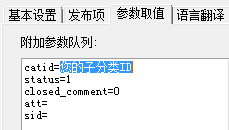 基本设置 发布项 参数取值 语言翻译
附加参数队列:
catid=您的子分类ID
status=1
closed_comment=0
att=
sid=